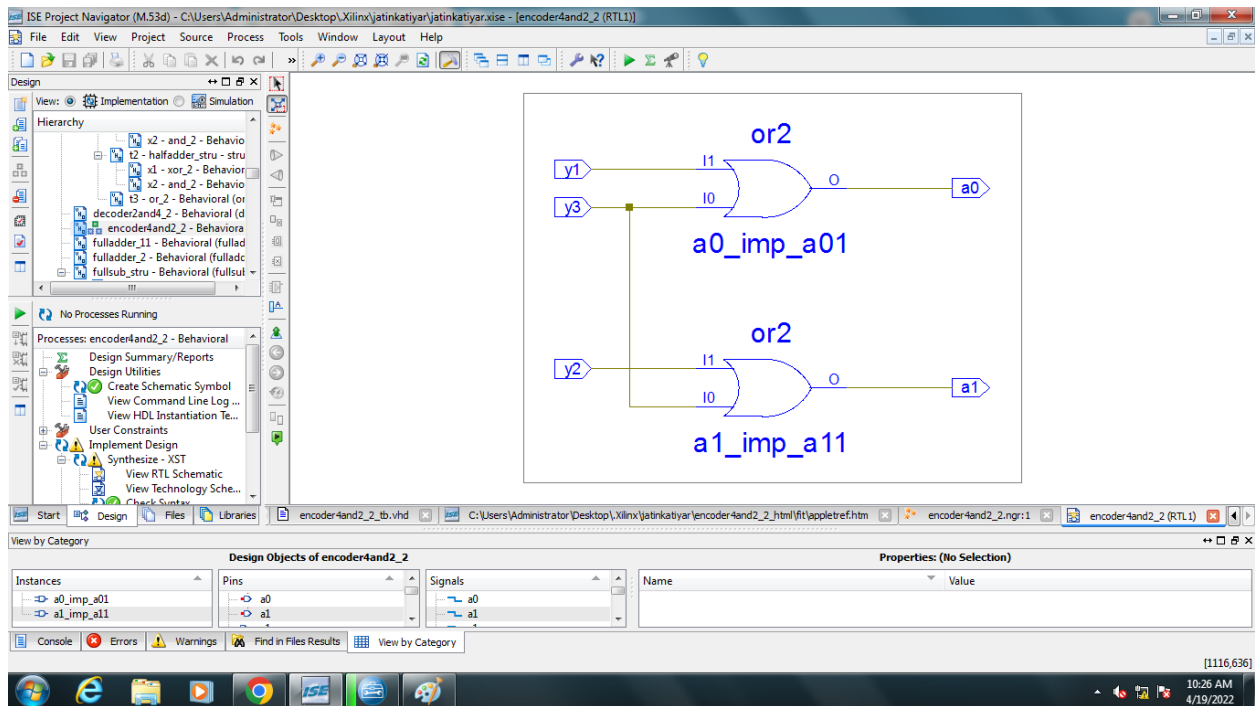 ISE Project Navigator (M.53d) - C:\Users\Administrator\Desktop\.Xilinx\jatinkatiyar\jatinkatiyar.xise - [encoder4and2_2 (RTL1)]
File Edit View Project Source Process Tools Window Layout Help
Design
View: Implementation Simulation
Hierarchy
x2 - and_2 - Behavio
t2 - halfadder_stru - stru
x1 - xor_2 - Behavior
x2 - and_2 - Behavio
t3 - or_2 - Behavioral (or
decoder2and4_2 - Behavioral (d
encoder4and2_2 - Behaviora
fulladder_11 - Behavioral (fullad
fulladder_2 - Behavioral (fulladd
fullsub_stru - Behavioral (fullsul
No Processes Running
Processes: encoder4and2_2 - Behavioral
Design Summary/Reports
Design Utilities
Create Schematic Symbol
View Command Line Log ...
View HDL Instantiation Te...
User Constraints
Implement Design
Synthesize - XST
View RTL Schematic
View Technology Sche...
Check Syntax
or2
y1 I1 O a0
y3 I0
a0_imp_a01
or2
y2 I1 O a1
I0
a1_imp_a11
Start Design Files Libraries
encoder4and2_2_tb.vhd C:\Users\Administrator\Desktop\.Xilinx\jatinkatiyar\encoder4and2_2_html\fit\appletref.htm encoder4and2_2.ngr:1 encoder4and2_2 (RTL1)
View by Category
Design Objects of encoder4and2_2 Properties: (No Selection)
Instances Pins Signals Name Value
a0_imp_a01 a0 a0
a1_imp_a11 a1 a1
Console Errors Warnings Find in Files Results View by Category
[1116,636]
ISE
10:26 AM
4/19/2022